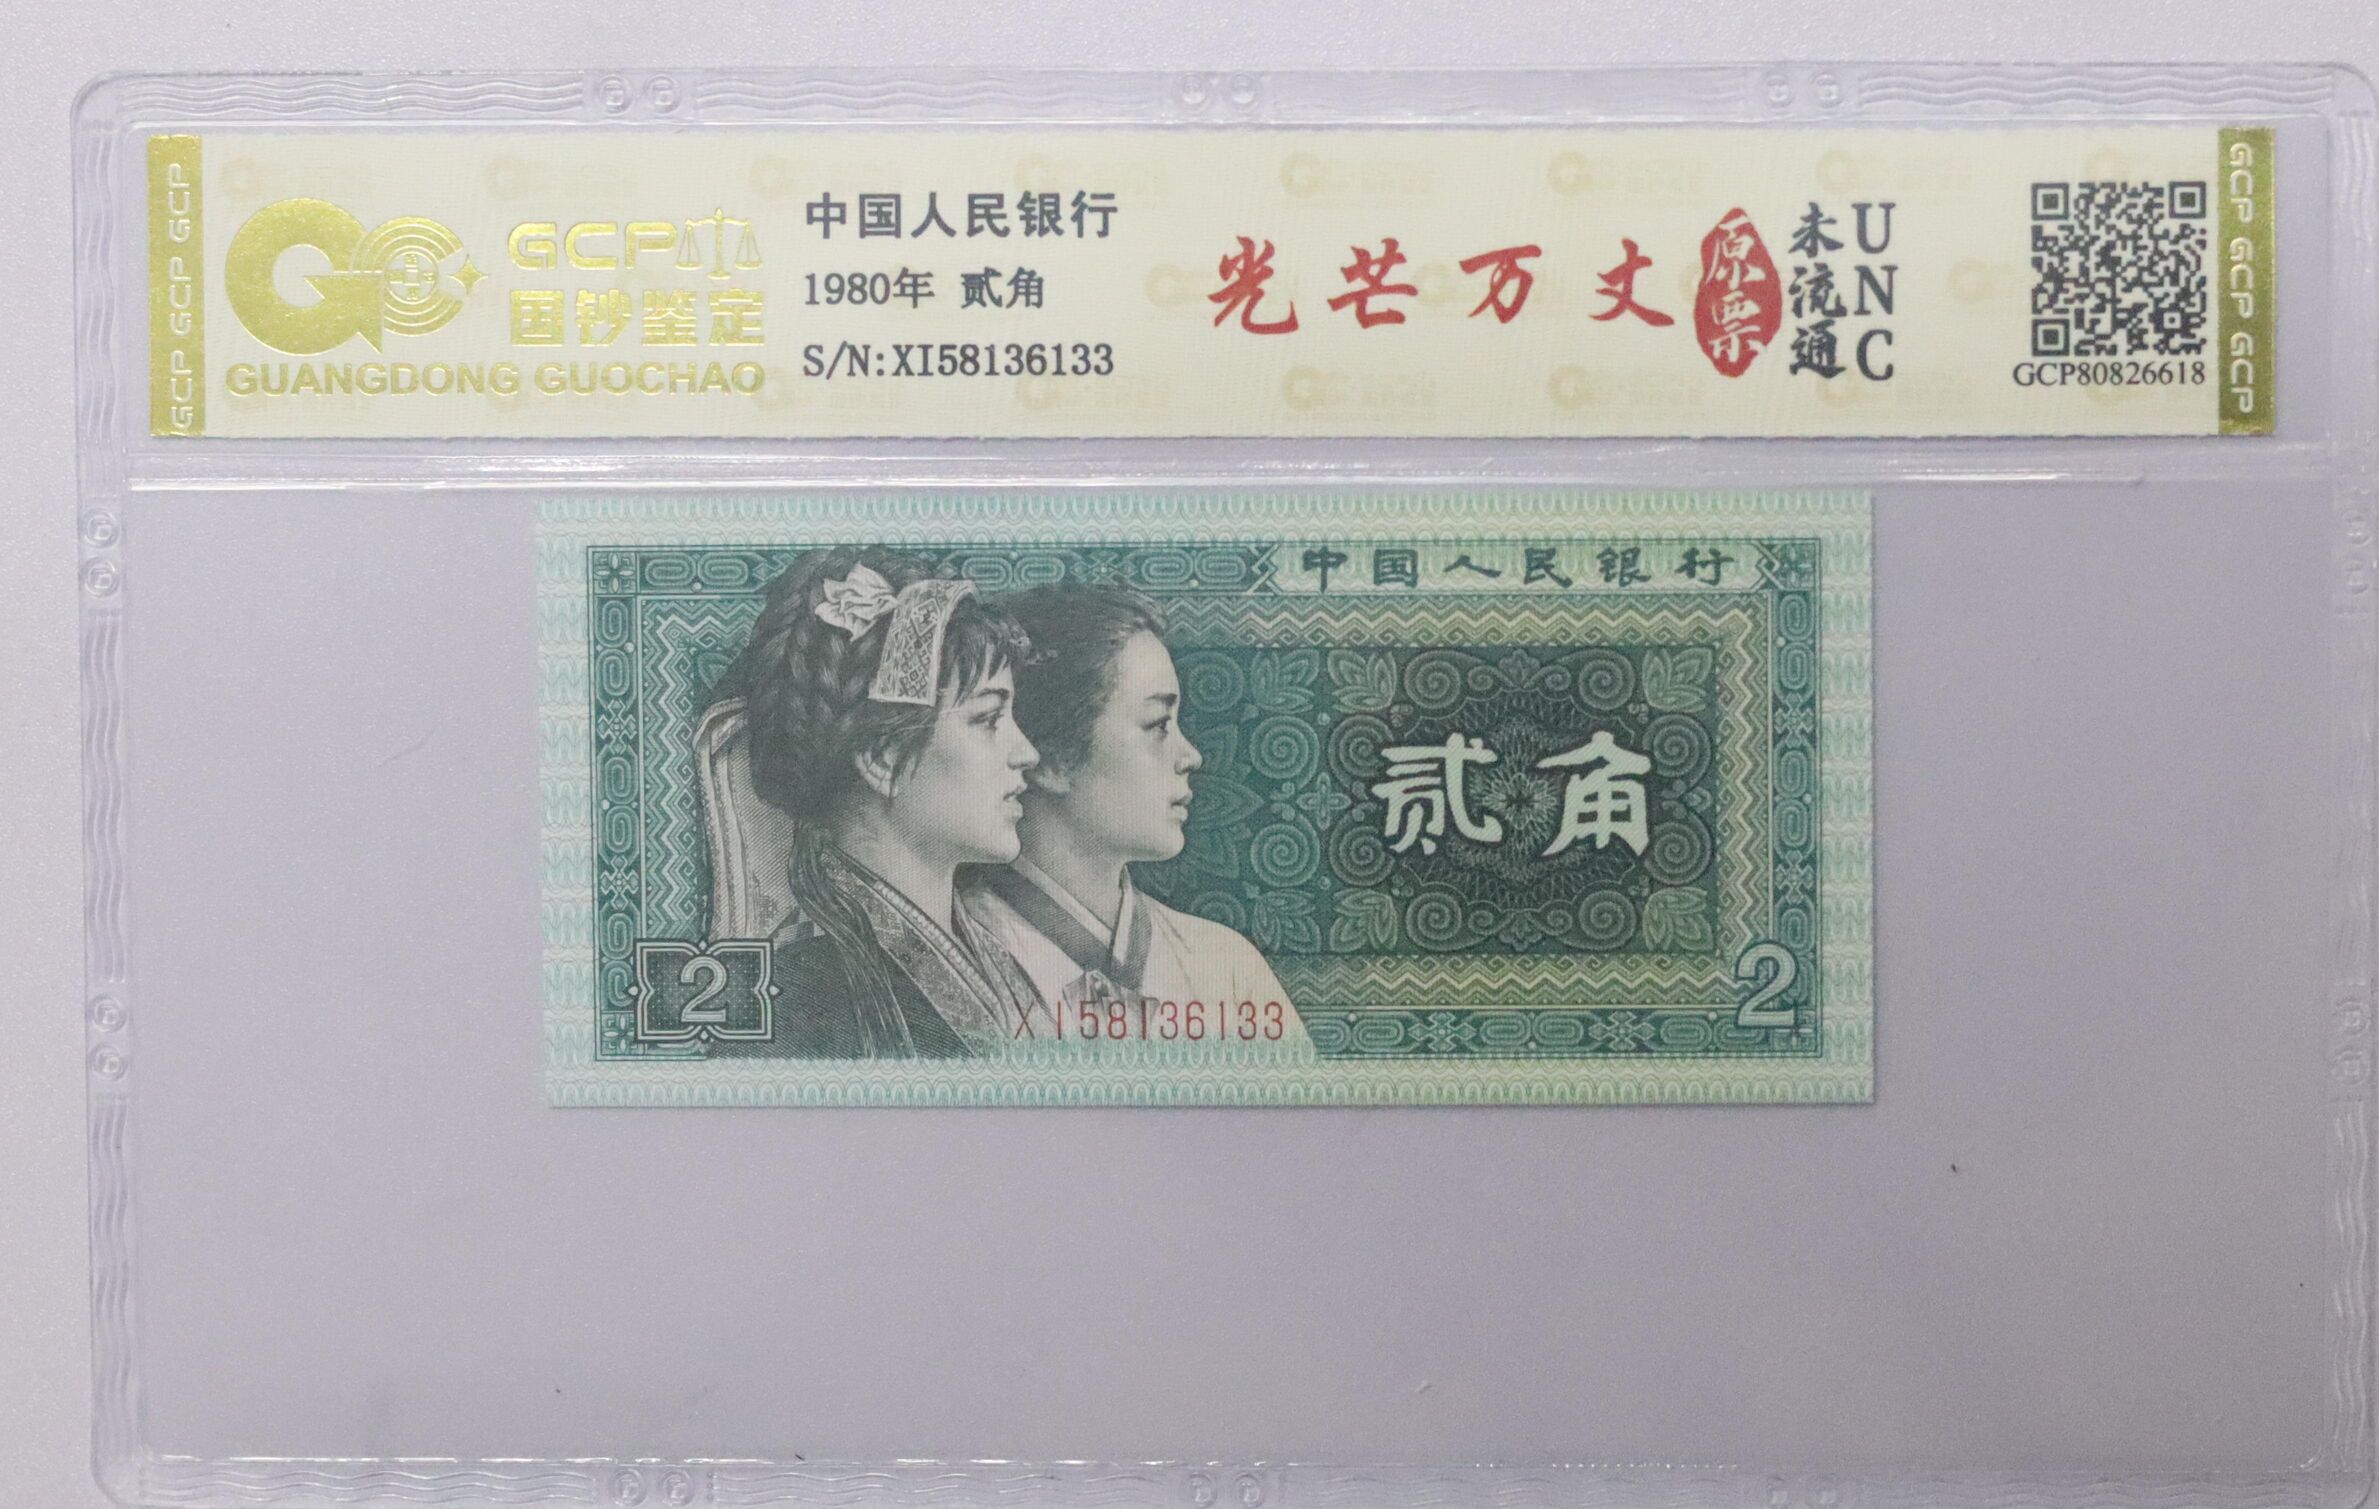 GCP GCP GCP
GCP
国钞鉴定
GUANGDONG GUOCHAO
中国人民银行
1980年 贰角
S/N:XI58136133
光芒万丈
原票
未流通
UNC
GCP80826618
GCP GCP GCP
中国人民银行
贰角
2
XI58136133
2